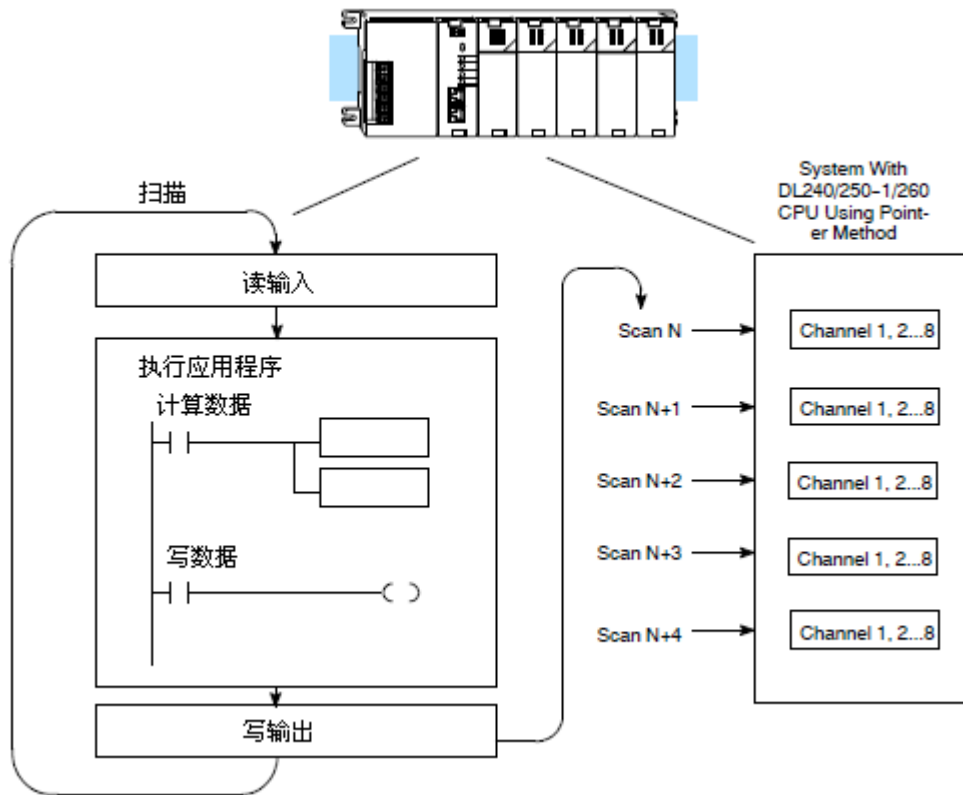 扫描
读输入
执行应用程序
计算数据
写数据
写输出
System With
DL240/250-1/260
CPU Using Point-
er Method
Scan N
Channel 1, 2...8
Scan N+1
Channel 1, 2...8
Scan N+2
Channel 1, 2...8
Scan N+3
Channel 1, 2...8
Scan N+4
Channel 1, 2...8